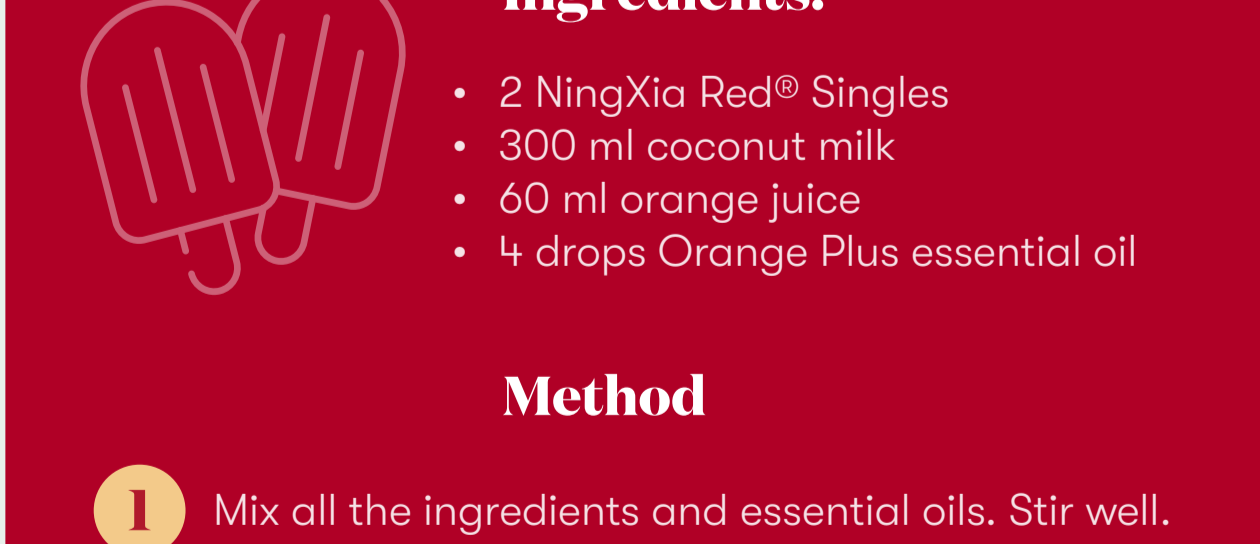 Ingredients:
• 2 NingXia Red® Singles
• 300 ml coconut milk
• 60 ml orange juice
• 4 drops Orange Plus essential oil
Method
1 Mix all the ingredients and essential oils. Stir well.